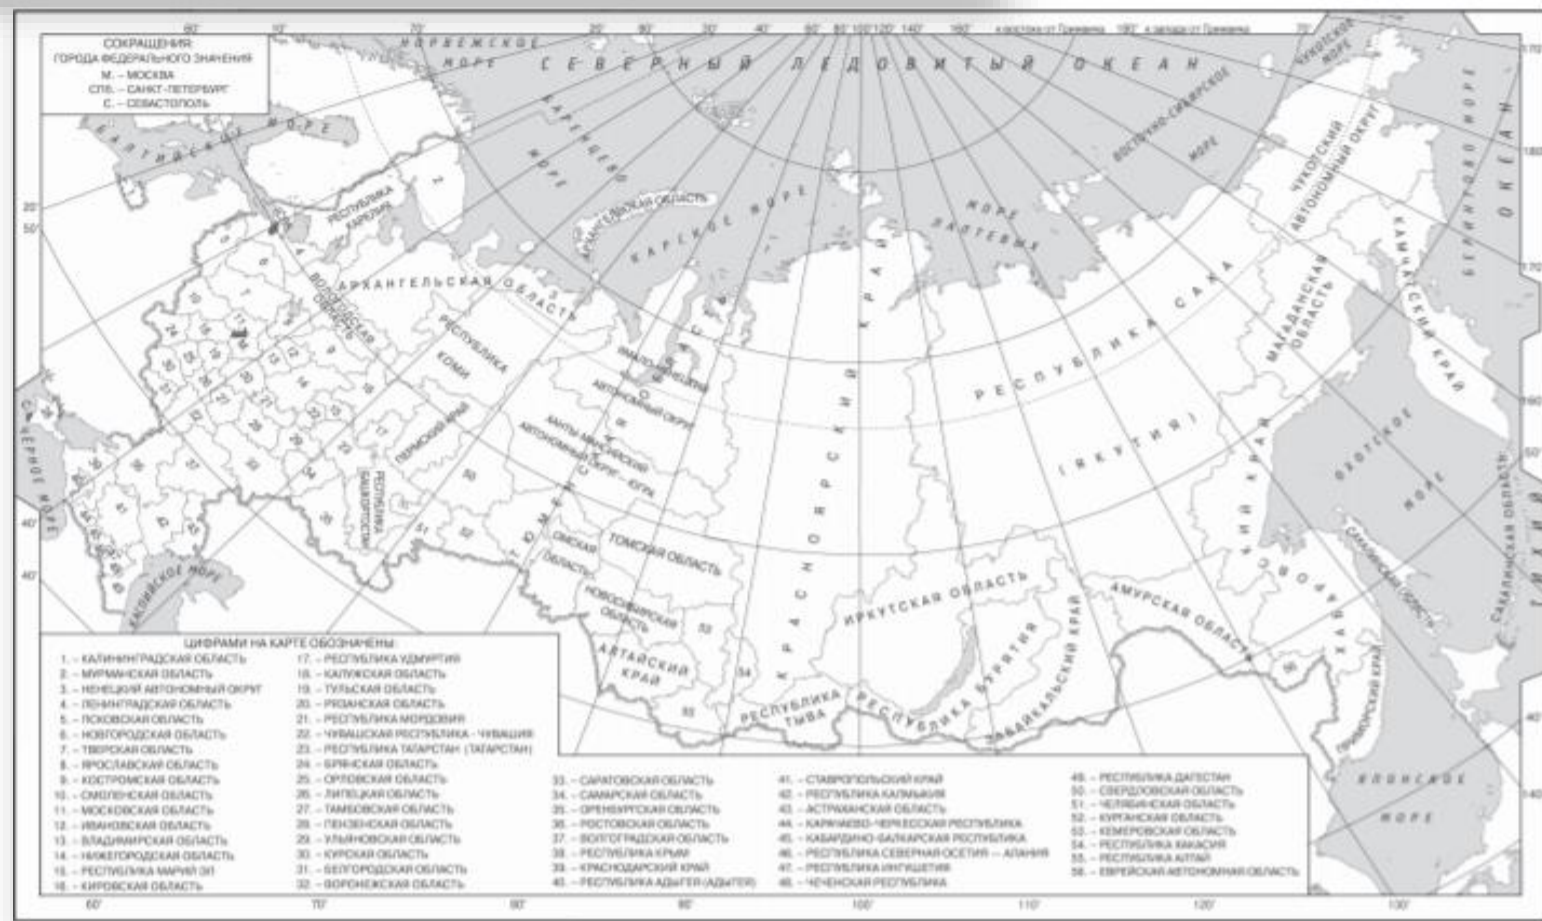 СОКРАЩЕНИЯ:
ГОРОДА ФЕДЕРАЛЬНОГО ЗНАЧЕНИЯ
М. – МОСКВА
СПб. – САНКТ-ПЕТЕРБУРГ
С. – СЕВАСТОПОЛЬ
к востоку от Гринвича 180° к западу от Гринвича
НОРВЕЖСКОЕ МОРЕ
СЕВЕРНЫЙ ЛЕДОВИТЫЙ ОКЕАН
ЧУКОТСКОЕ МОРЕ
БАЛТИЙСКОЕ МОРЕ
БАРЕНЦЕВО МОРЕ
КАРСКОЕ МОРЕ
МОРЕ ЛАПТЕВЫХ
ВОСТОЧНО-СИБИРСКОЕ МОРЕ
БЕРИНГОВО МОРЕ
ОХОТСКОЕ МОРЕ
ЯПОНСКОЕ МОРЕ
ЧЕРНОЕ МОРЕ
КАСПИЙСКОЕ МОРЕ
ТИХИЙ ОКЕАН
РЕСПУБЛИКА КАРЕЛИЯ
АРХАНГЕЛЬСКАЯ ОБЛАСТЬ
АРХАНГЕЛЬСКАЯ ОБЛАСТЬ
ВОЛОГОДСКАЯ ОБЛАСТЬ
РЕСПУБЛИКА КОМИ
ПЕРМСКИЙ КРАЙ
РЕСПУБЛИКА БАШКОРТОСТАН
ЯМАЛО-НЕНЕЦКИЙ АВТОНОМНЫЙ ОКРУГ
ХАНТЫ-МАНСИЙСКИЙ АВТОНОМНЫЙ ОКРУГ – ЮГРА
ОМСКАЯ ОБЛАСТЬ
ТОМСКАЯ ОБЛАСТЬ
НОВОСИБИРСКАЯ ОБЛАСТЬ
АЛТАЙСКИЙ КРАЙ
КРАСНОЯРСКИЙ КРАЙ
РЕСПУБЛИКА ТЫВА
ИРКУТСКАЯ ОБЛАСТЬ
РЕСПУБЛИКА БУРЯТИЯ
ЗАБАЙКАЛЬСКИЙ КРАЙ
РЕСПУБЛИКА САХА (ЯКУТИЯ)
АМУРСКАЯ ОБЛАСТЬ
МАГАДАНСКАЯ ОБЛАСТЬ
ЧУКОТСКИЙ АВТОНОМНЫЙ ОКРУГ
КАМЧАТСКИЙ КРАЙ
САХАЛИНСКАЯ ОБЛАСТЬ
САХАЛИНСКАЯ ОБЛАСТЬ
ПРИМОРСКИЙ КРАЙ
ЦИФРАМИ НА КАРТЕ ОБОЗНАЧЕНЫ:
1. – КАЛИНИНГРАДСКАЯ ОБЛАСТЬ
2. – МУРМАНСКАЯ ОБЛАСТЬ
3. – НЕНЕЦКИЙ АВТОНОМНЫЙ ОКРУГ
4. – ЛЕНИНГРАДСКАЯ ОБЛАСТЬ
5. – ПСКОВСКАЯ ОБЛАСТЬ
6. – НОВГОРОДСКАЯ ОБЛАСТЬ
7. – ТВЕРСКАЯ ОБЛАСТЬ
8. – ЯРОСЛАВСКАЯ ОБЛАСТЬ
9. – КОСТРОМСКАЯ ОБЛАСТЬ
10. – СМОЛЕНСКАЯ ОБЛАСТЬ
11. – МОСКОВСКАЯ ОБЛАСТЬ
12. – ИВАНОВСКАЯ ОБЛАСТЬ
13. – ВЛАДИМИРСКАЯ ОБЛАСТЬ
14. – НИЖЕГОРОДСКАЯ ОБЛАСТЬ
15. – РЕСПУБЛИКА МАРИЙ ЭЛ
16. – КИРОВСКАЯ ОБЛАСТЬ
17. – РЕСПУБЛИКА УДМУРТИЯ
18. – КАЛУЖСКАЯ ОБЛАСТЬ
19. – ТУЛЬСКАЯ ОБЛАСТЬ
20. – РЯЗАНСКАЯ ОБЛАСТЬ
21. – РЕСПУБЛИКА МОРДОВИЯ
22. – ЧУВАШСКАЯ РЕСПУБЛИКА - ЧУВАШИЯ
23. – РЕСПУБЛИКА ТАТАРСТАН (ТАТАРСТАН)
24. – БРЯНСКАЯ ОБЛАСТЬ
25. – ОРЛОВСКАЯ ОБЛАСТЬ
26. – ЛИПЕЦКАЯ ОБЛАСТЬ
27. – ТАМБОВСКАЯ ОБЛАСТЬ
28. – ПЕНЗЕНСКАЯ ОБЛАСТЬ
29. – УЛЬЯНОВСКАЯ ОБЛАСТЬ
30. – КУРСКАЯ ОБЛАСТЬ
31. – БЕЛГОРОДСКАЯ ОБЛАСТЬ
32. – ВОРОНЕЖСКАЯ ОБЛАСТЬ
33. – САРАТОВСКАЯ ОБЛАСТЬ
34. – САМАРСКАЯ ОБЛАСТЬ
35. – ОРЕНБУРГСКАЯ ОБЛАСТЬ
36. – РОСТОВСКАЯ ОБЛАСТЬ
37. – ВОЛГОГРАДСКАЯ ОБЛАСТЬ
38. – РЕСПУБЛИКА КРЫМ
39. – КРАСНОДАРСКИЙ КРАЙ
40. – РЕСПУБЛИКА АДЫГЕЯ (АДЫГЕЯ)
41. – СТАВРОПОЛЬСКИЙ КРАЙ
42. – РЕСПУБЛИКА КАЛМЫКИЯ
43. – АСТРАХАНСКАЯ ОБЛАСТЬ
44. – КАРАЧАЕВО-ЧЕРКЕССКАЯ РЕСПУБЛИКА
45. – КАБАРДИНО-БАЛКАРСКАЯ РЕСПУБЛИКА
46. – РЕСПУБЛИКА СЕВЕРНАЯ ОСЕТИЯ — АЛАНИЯ
47. – РЕСПУБЛИКА ИНГУШЕТИЯ
48. – ЧЕЧЕНСКАЯ РЕСПУБЛИКА
49. – РЕСПУБЛИКА ДАГЕСТАН
50. – СВЕРДЛОВСКАЯ ОБЛАСТЬ
51. – ЧЕЛЯБИНСКАЯ ОБЛАСТЬ
52. – КУРГАНСКАЯ ОБЛАСТЬ
53. – КЕМЕРОВСКАЯ ОБЛАСТЬ
54. – РЕСПУБЛИКА ХАКАСИЯ
55. – РЕСПУБЛИКА АЛТАЙ
56. – ЕВРЕЙСКАЯ АВТОНОМНАЯ ОБЛАСТЬ